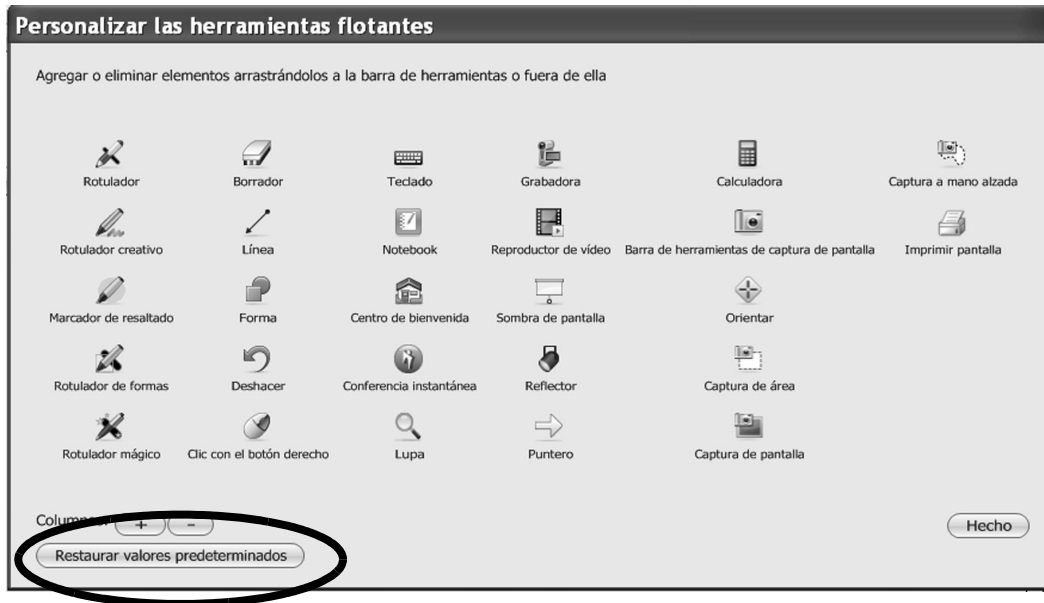 Personalizar las herramientas flotantes
Agregar o eliminar elementos arrastrándolos a la barra de herramientas o fuera de ella
Rotulador Borrador Teclado Grabadora Calculadora Captura a mano alzada
Rotulador creativo Línea Notebook Reproductor de vídeo Barra de herramientas de captura de pantalla Imprimir pantalla
Marcador de resaltado Forma Centro de bienvenida Sombra de pantalla Orientar
Rotulador de formas Deshacer Conferencia instantánea Reflector Captura de área
Rotulador mágico Clic con el botón derecho Lupa Puntero Captura de pantalla
+ -
Hecho
Restaurar valores predeterminados